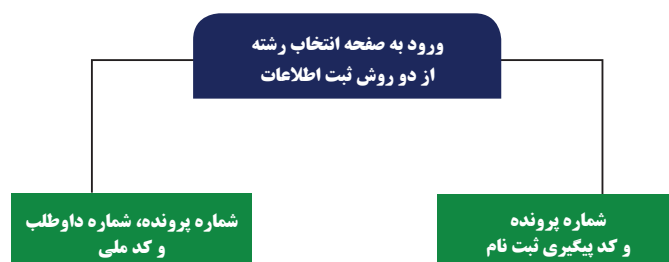 ورود به صفحه انتخاب رشته
از دو روش ثبت اطلاعات
شماره پرونده
و کد پیگیری ثبت نام
شماره پرونده، شماره داوطلب
و کد ملی